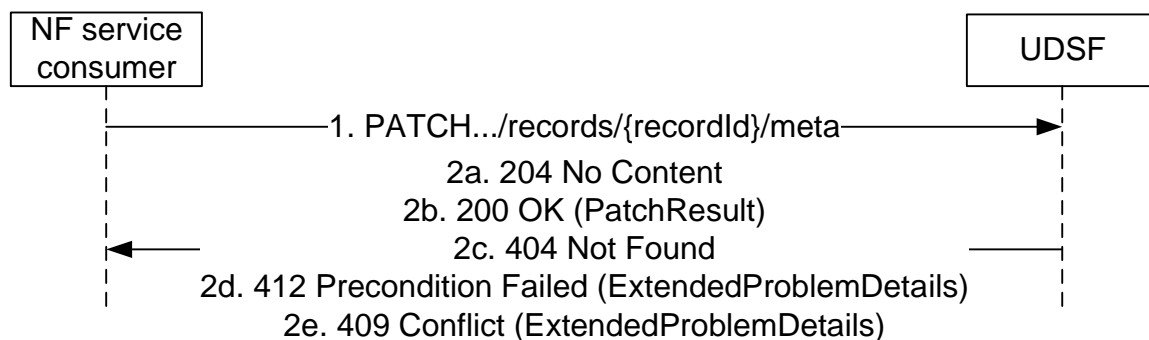 NF service
consumer
UDSF
1. PATCH.../records/{recordId}/meta
2a. 204 No Content
2b. 200 OK (PatchResult)
2c. 404 Not Found
2d. 412 Precondition Failed (ExtendedProblemDetails)
2e. 409 Conflict (ExtendedProblemDetails)